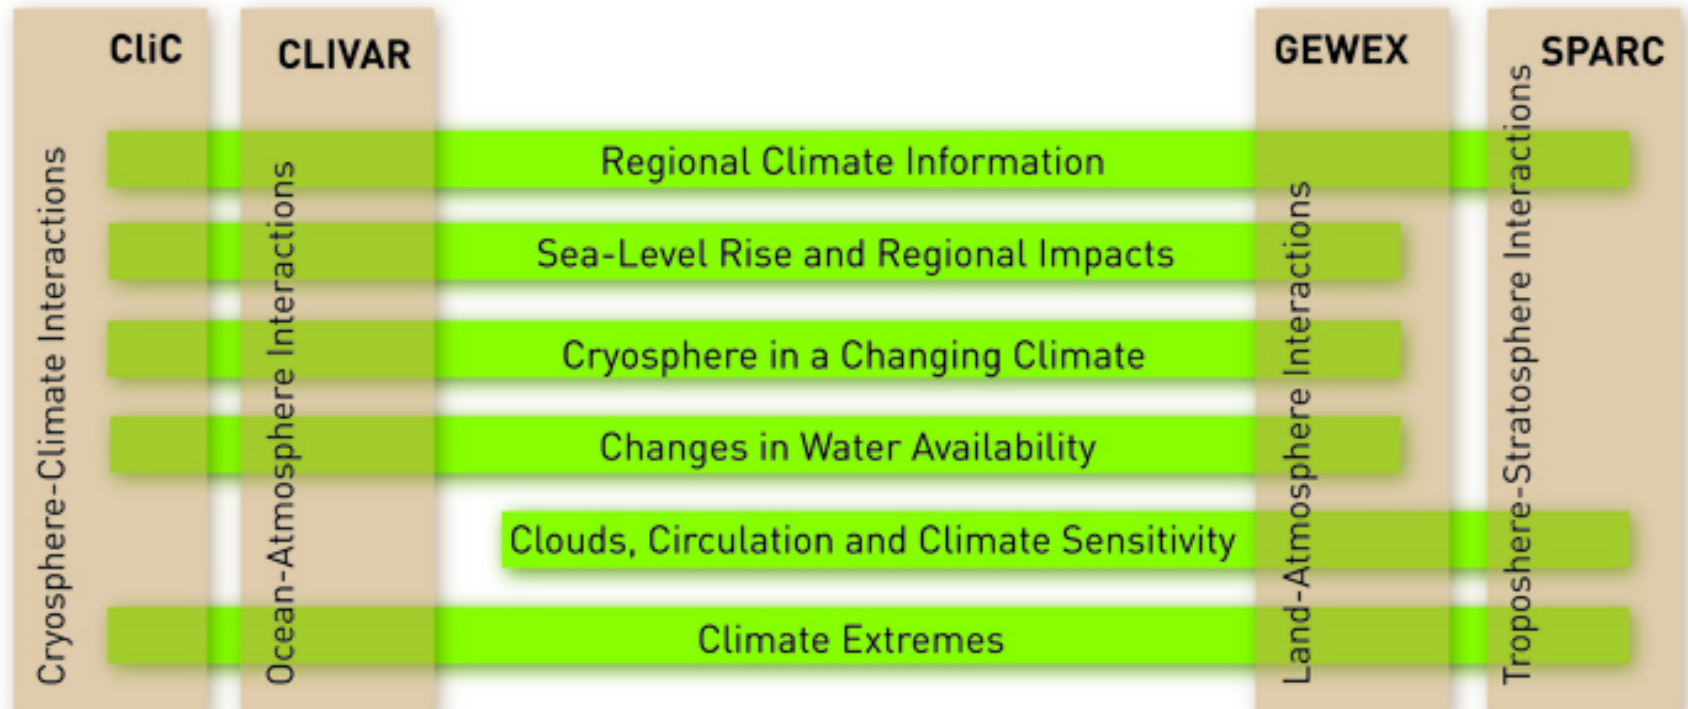 CliC
CLIVAR
GEWEX
SPARC
Cryosphere-Climate Interactions
Ocean-Atmosphere Interactions
Regional Climate Information
Sea-Level Rise and Regional Impacts
Cryosphere in a Changing Climate
Changes in Water Availability
Clouds, Circulation and Climate Sensitivity
Climate Extremes
Land-Atmosphere Interactions
Troposhere-Stratosphere Interactions